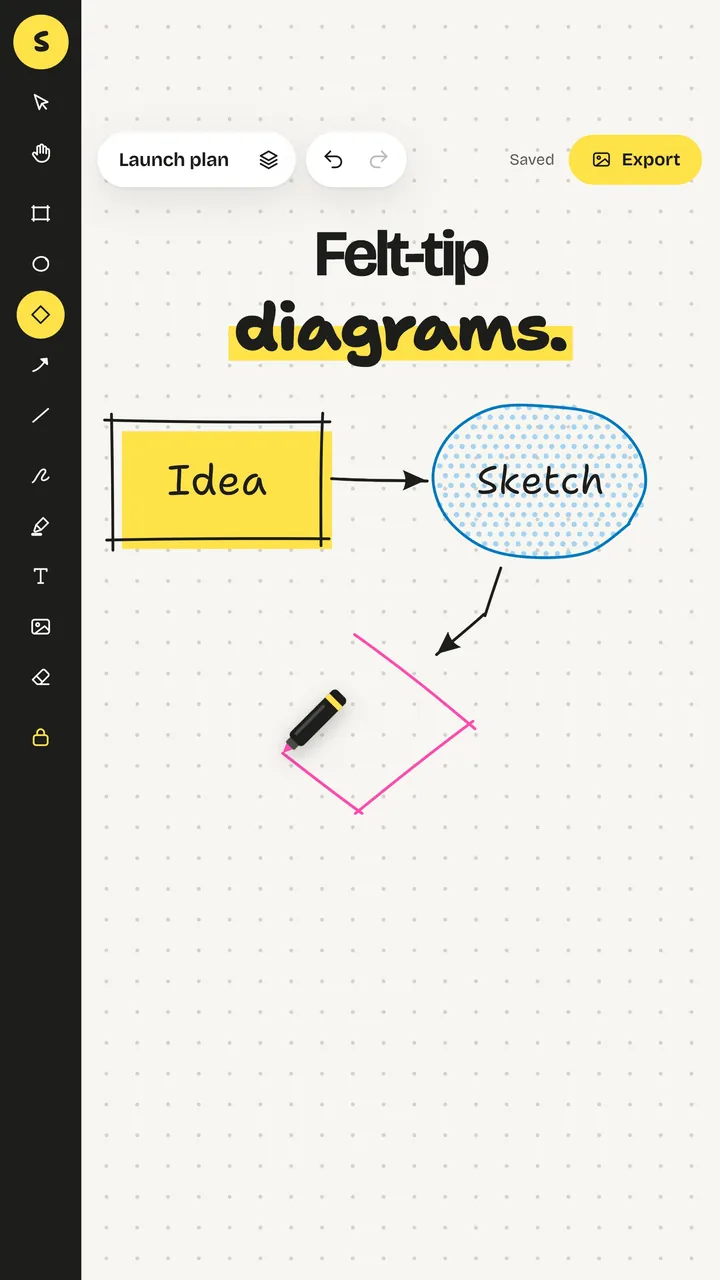 S
Launch plan
Saved
Export
Felt-tip
diagrams.
Idea
Sketch
T